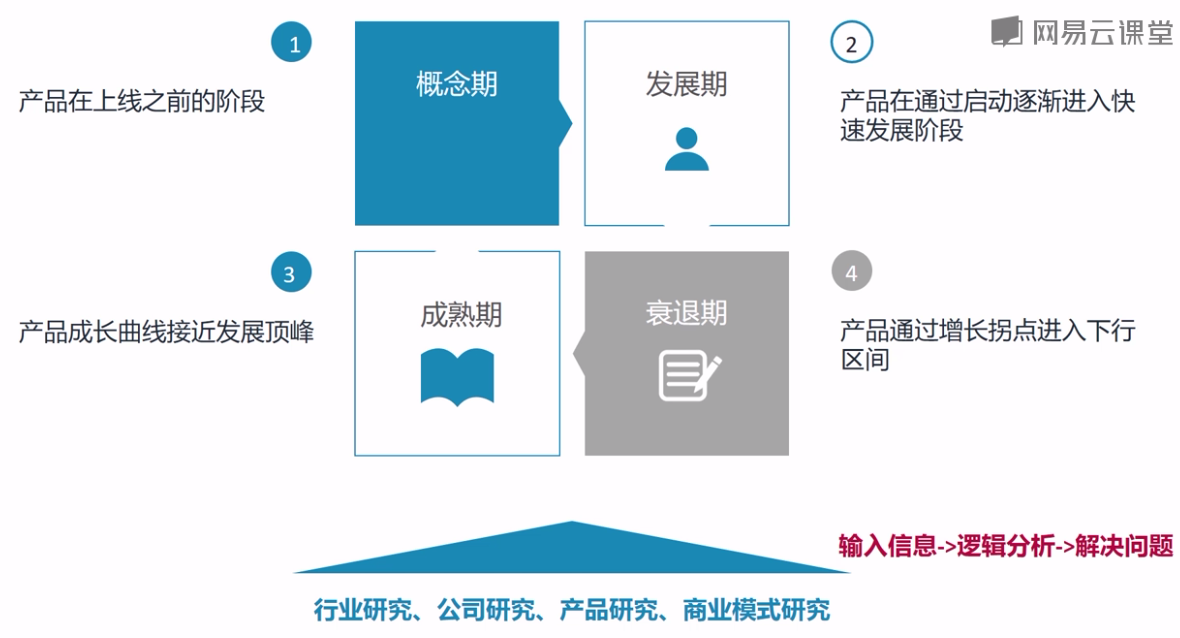 网易云课堂
1
概念期
产品在上线之前的阶段
发展期
2
产品在通过启动逐渐进入快
速发展阶段
3
成熟期
产品成长曲线接近发展顶峰
衰退期
4
产品通过增长拐点进入下行
区间
输入信息->逻辑分析->解决问题
行业研究、公司研究、产品研究、商业模式研究